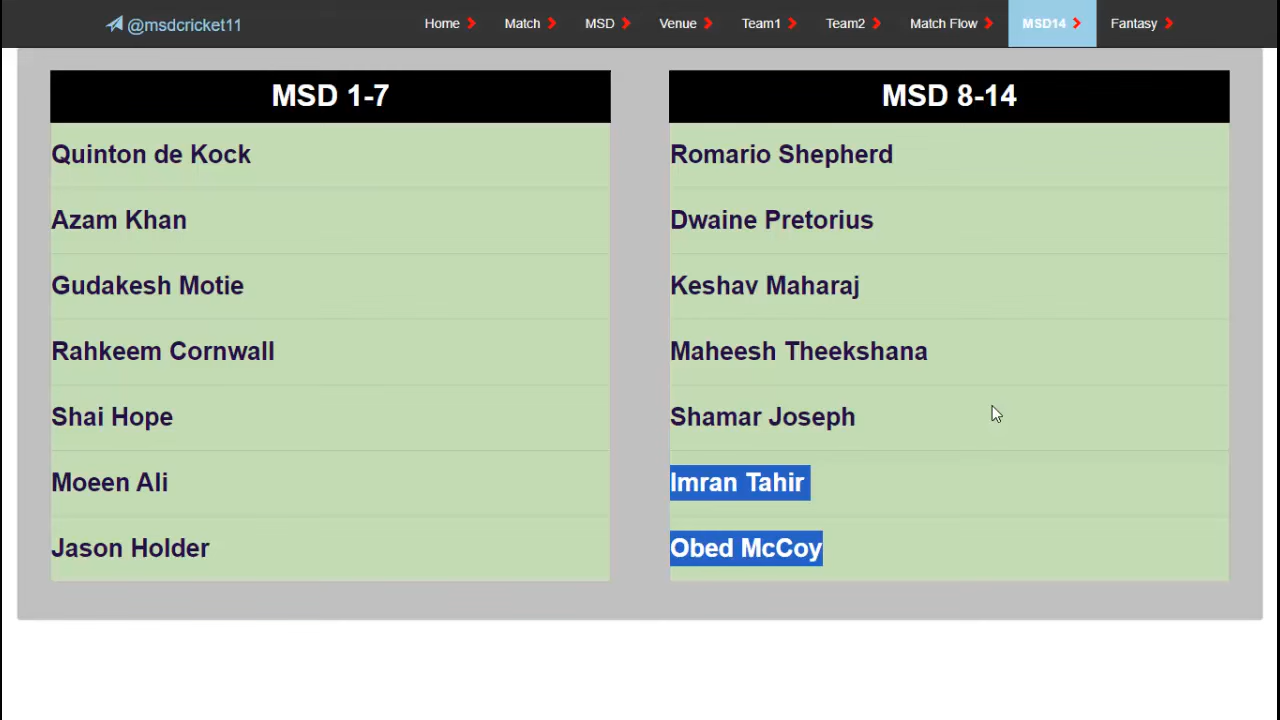 @msdcricket11
Home Match MSD Venue Team1 Team2 Match Flow MSD14 Fantasy
MSD 1-7
Quinton de Kock
Azam Khan
Gudakesh Motie
Rahkeem Cornwall
Shai Hope
Moeen Ali
Jason Holder
MSD 8-14
Romario Shepherd
Dwaine Pretorius
Keshav Maharaj
Maheesh Theekshana
Shamar Joseph
Imran Tahir
Obed McCoy